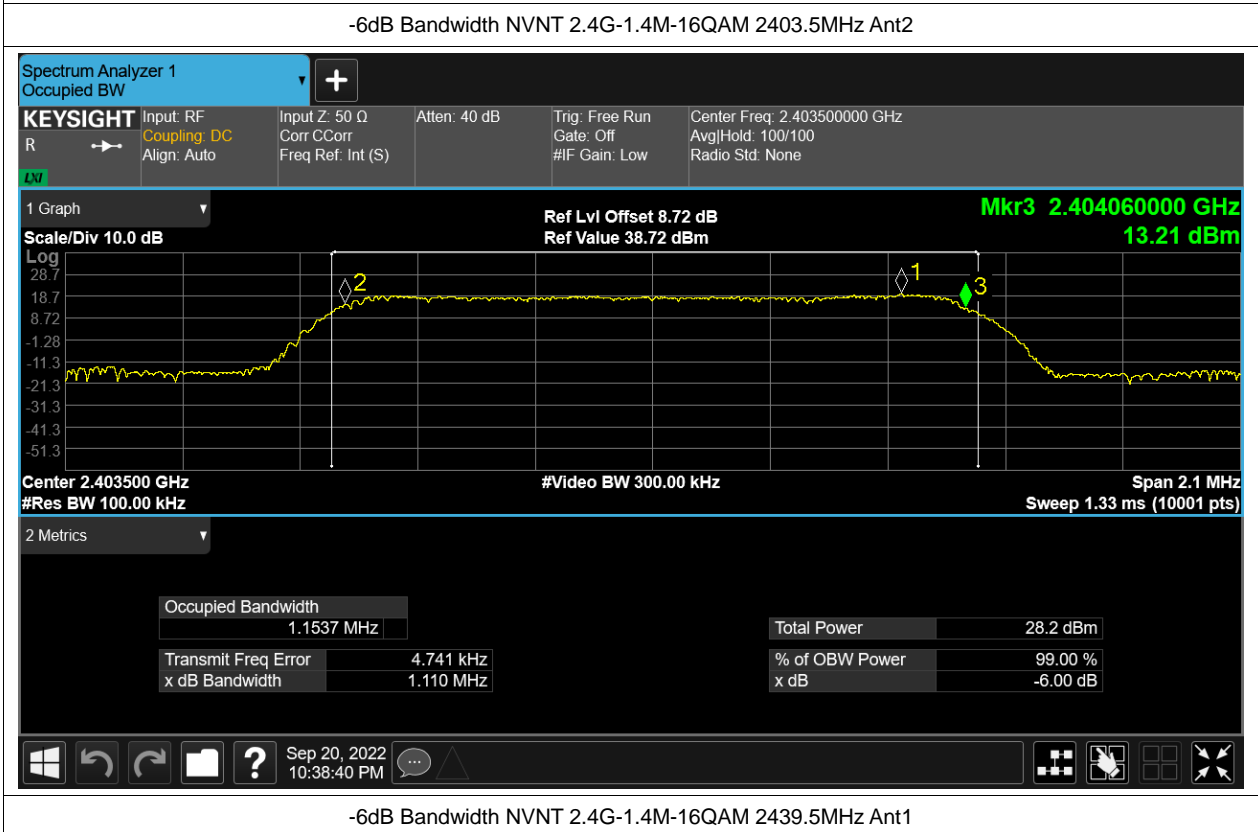 -6dB Bandwidth NVNT 2.4G-1.4M-16QAM 2403.5MHz Ant2
Spectrum Analyzer 1
Occupied BW
KEYSIGHT
R
LXI
Input: RF
Coupling: DC
Align: Auto
Input Z: 50 Ω
Corr CCorr
Freq Ref: Int (S)
Atten: 40 dB
Trig: Free Run
Gate: Off
#IF Gain: Low
Center Freq: 2.403500000 GHz
Avg|Hold: 100/100
Radio Std: None
1 Graph
Scale/Div 10.0 dB
Ref Lvl Offset 8.72 dB
Ref Value 38.72 dBm
Mkr3 2.404060000 GHz
13.21 dBm
Log
28.7
18.7
8.72
-1.28
-11.3
-21.3
-31.3
-41.3
-51.3
2
1
3
Center 2.403500 GHz
#Res BW 100.00 kHz
#Video BW 300.00 kHz
Span 2.1 MHz
Sweep 1.33 ms (10001 pts)
2 Metrics
Occupied Bandwidth
1.1537 MHz
Transmit Freq Error 4.741 kHz
x dB Bandwidth 1.110 MHz
Total Power 28.2 dBm
% of OBW Power 99.00 %
x dB -6.00 dB
?
Sep 20, 2022
10:38:40 PM
-6dB Bandwidth NVNT 2.4G-1.4M-16QAM 2439.5MHz Ant1